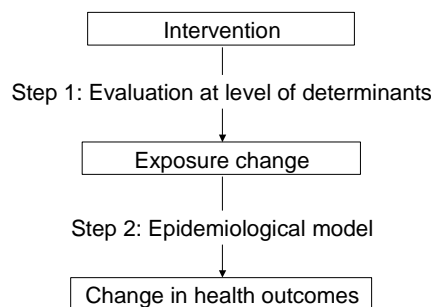 Intervention
Step 1: Evaluation at level of determinants
Exposure change
Step 2: Epidemiological model
Change in health outcomes